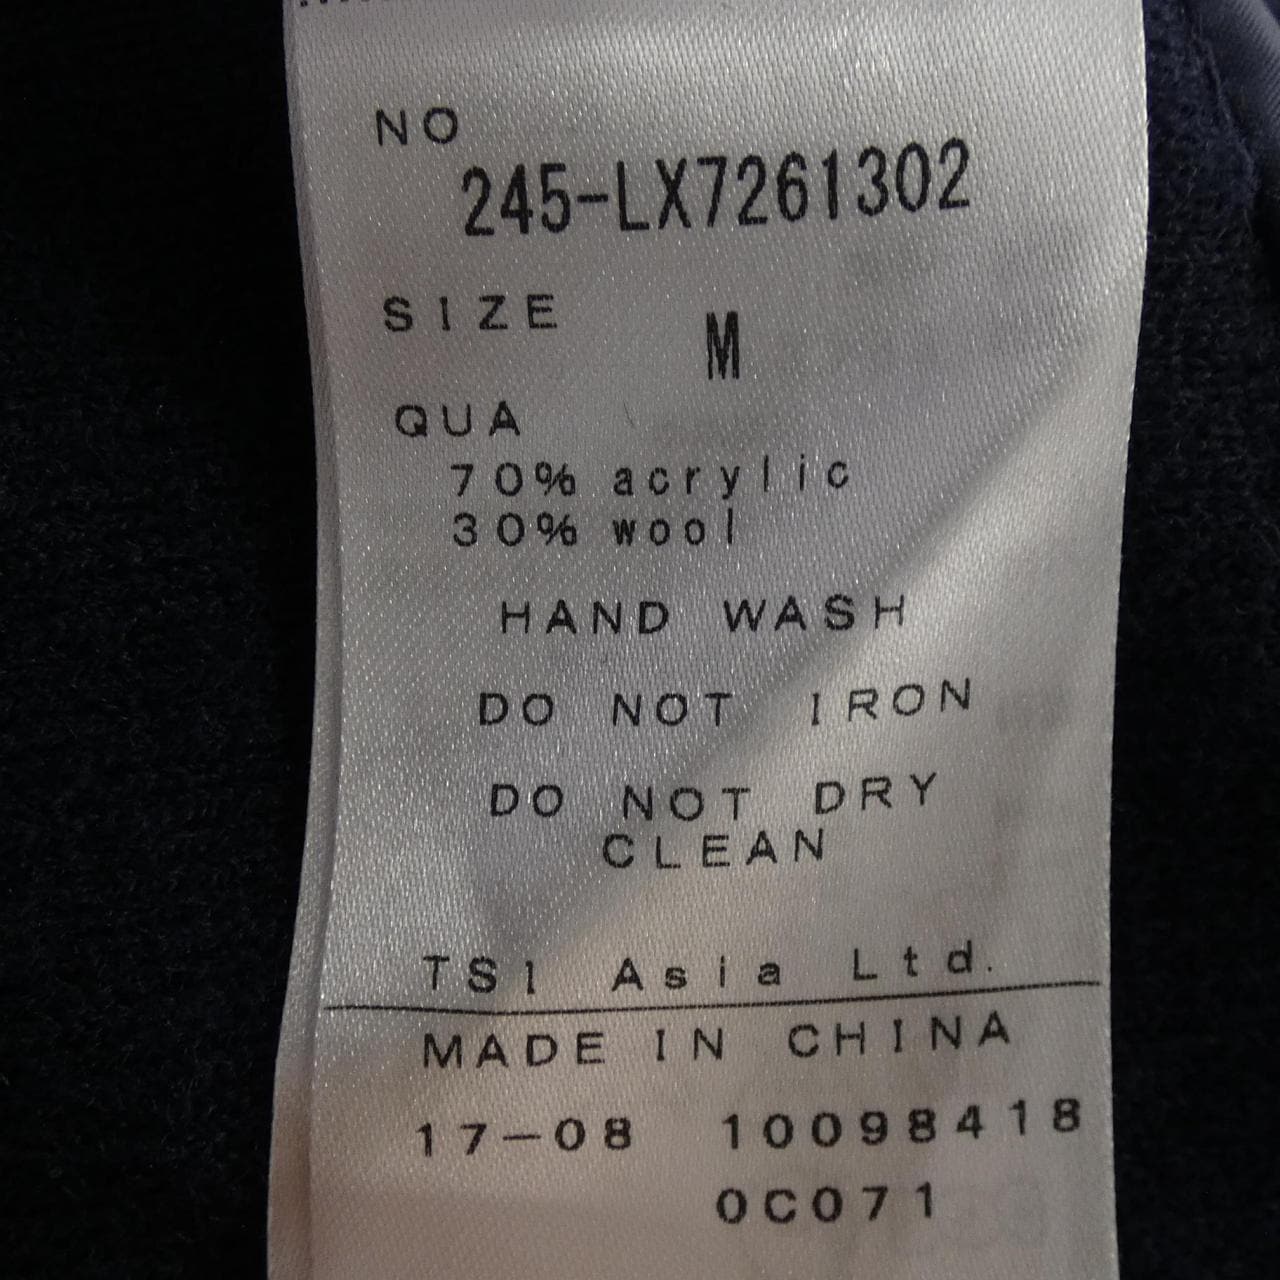 NO
245-LX7261302
SIZE
M
QUA
70% acrylic
30% wool
HAND WASH
DO NOT IRON
DO NOT DRY
CLEAN
TSI Asia Ltd.
MADE IN CHINA
17-08 10098418
0C071